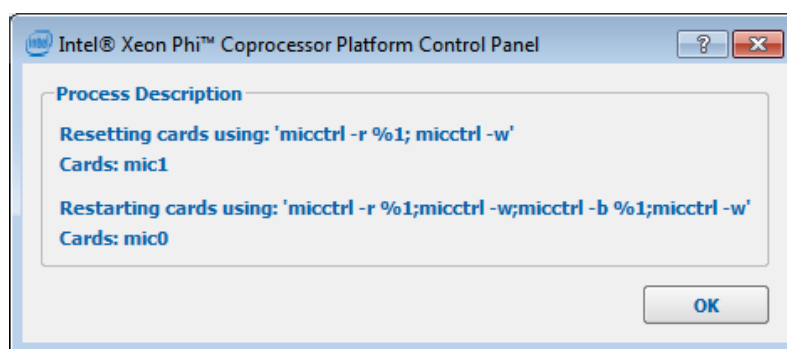 Intel® Xeon Phi™ Coprocessor Platform Control Panel
Process Description
Resetting cards using: 'micctrl -r %1; micctrl -w'
Cards: mic1
Restarting cards using: 'micctrl -r %1;micctrl -w;micctrl -b %1;micctrl -w'
Cards: mic0
OK